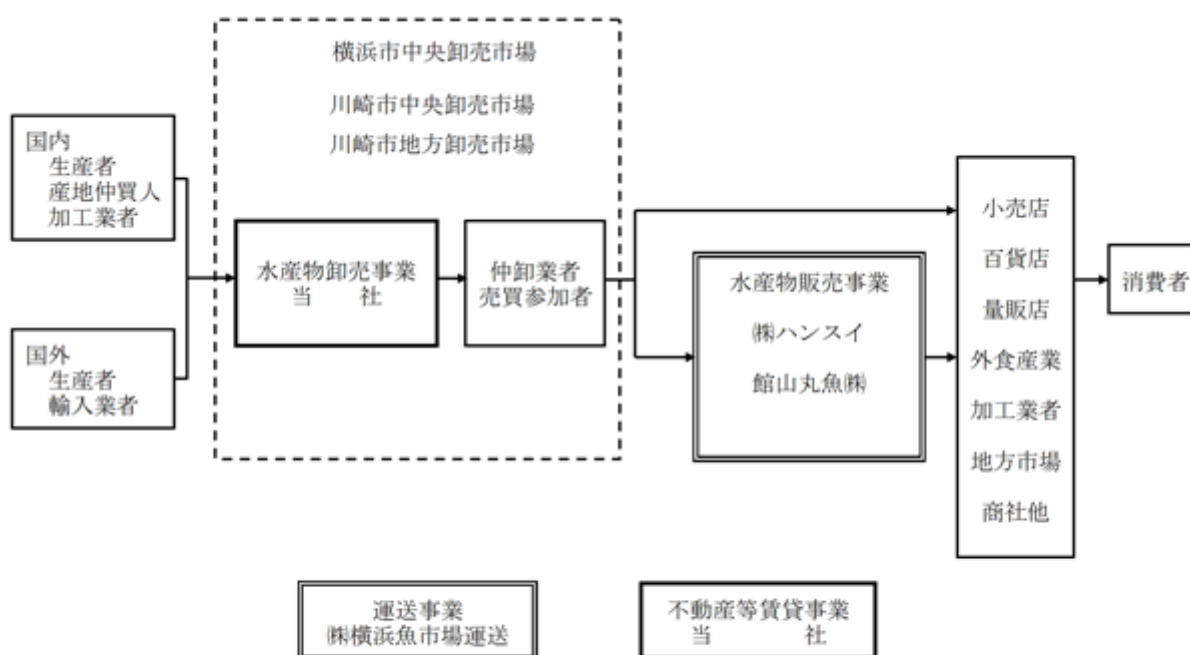 横浜市中央卸売市場
川崎市中央卸売市場
川崎市地方卸売市場
国内
生産者
産地仲買人
加工業者
国外
生産者
輸入業者
水産物卸売事業
当　　社
仲卸業者
売買参加者
水産物販売事業
㈱ハンスイ
館山丸魚㈱
小売店
百貨店
量販店
外食産業
加工業者
地方市場
商社他
消費者
運送事業
㈱横浜魚市場運送
不動産等賃貸事業
当　　　社